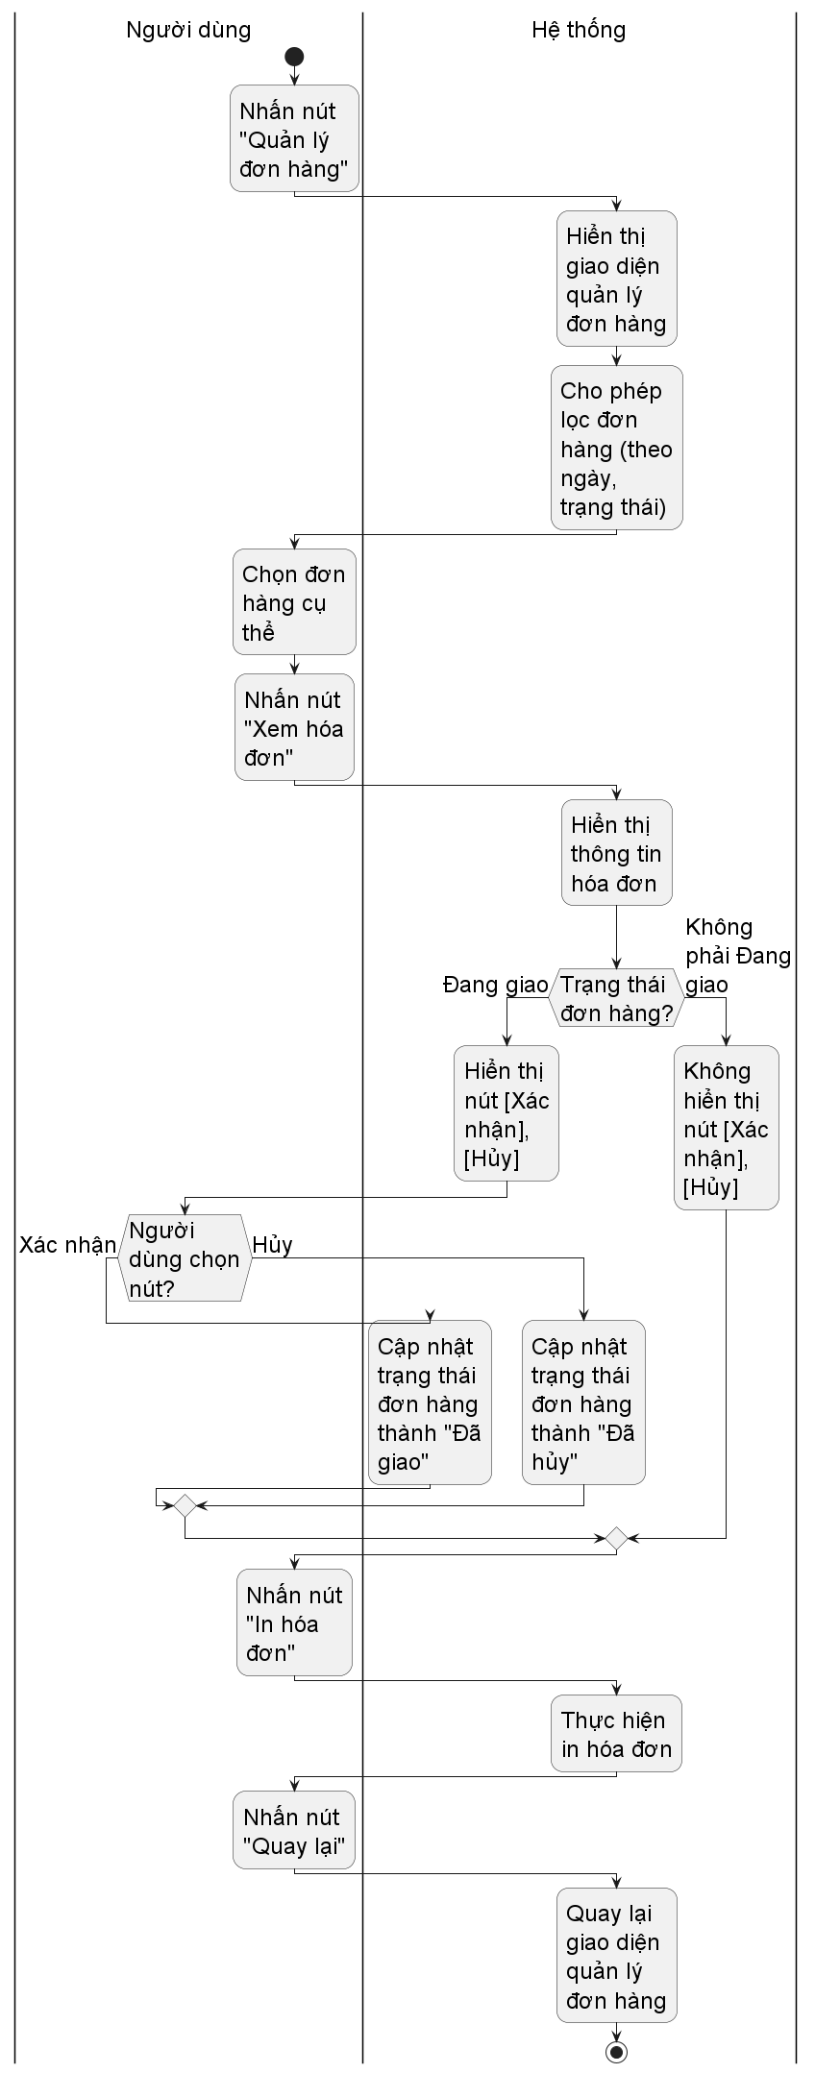 Người dùng
Hệ thống
Nhấn nút
"Quản lý
đơn hàng"
Hiển thị
giao diện
quản lý
đơn hàng
Cho phép
lọc đơn
hàng (theo
ngày,
trạng thái)
Chọn đơn
hàng cụ
thể
Nhấn nút
"Xem hóa
đơn"
Hiển thị
thông tin
hóa đơn
Trạng thái
đơn hàng?
Đang giao
Không
phải Đang
giao
Hiển thị
nút [Xác
nhận],
[Hủy]
Không
hiển thị
nút [Xác
nhận],
[Hủy]
Người
dùng chọn
nút?
Xác nhận
Hủy
Cập nhật
trạng thái
đơn hàng
thành "Đã
giao"
Cập nhật
trạng thái
đơn hàng
thành "Đã
hủy"
Nhấn nút
"In hóa
đơn"
Thực hiện
in hóa đơn
Nhấn nút
"Quay lại"
Quay lại
giao diện
quản lý
đơn hàng